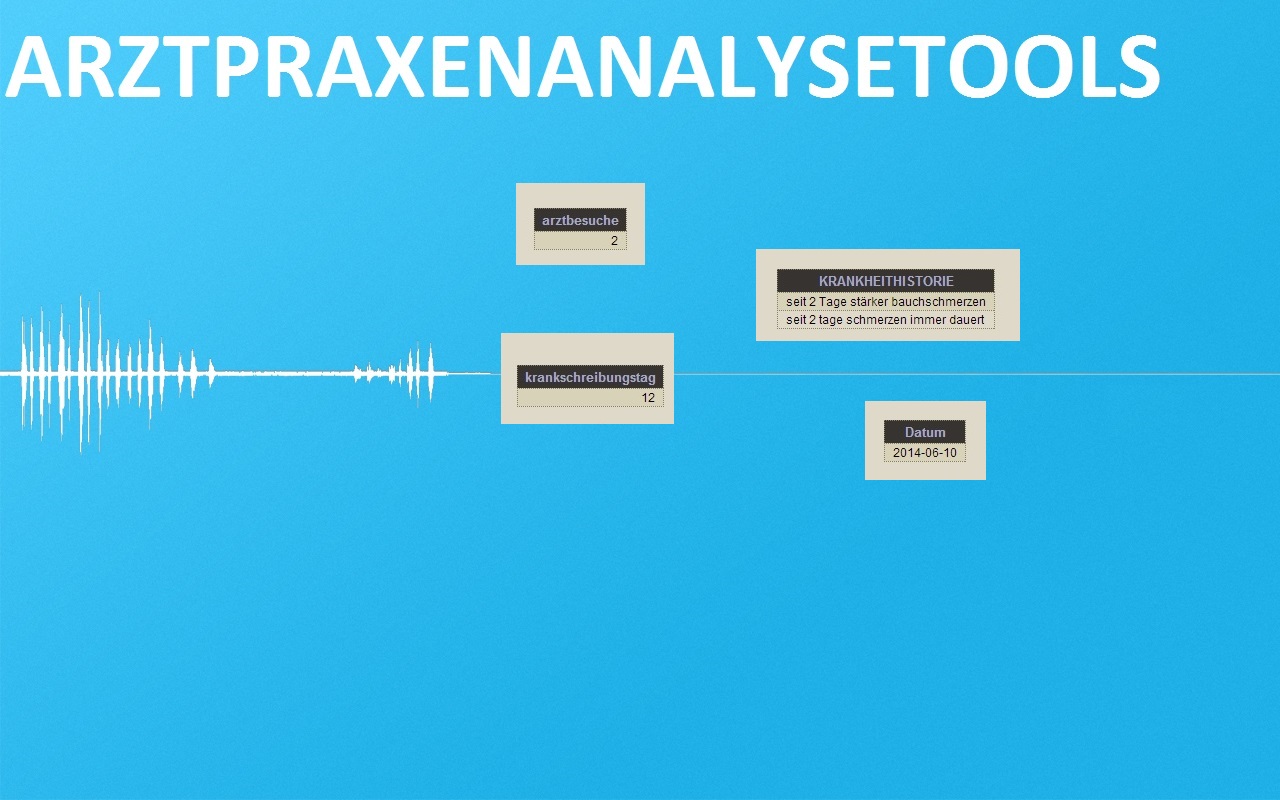 ARZTPRAXENANALYSETOOLS
arztbesuche
2
KRANKHEITHISTORIE
seit 2 Tage stärker bauchschmerzen
seit 2 tage schmerzen immer dauert
krankschreibungstag
12
Datum
2014-06-10